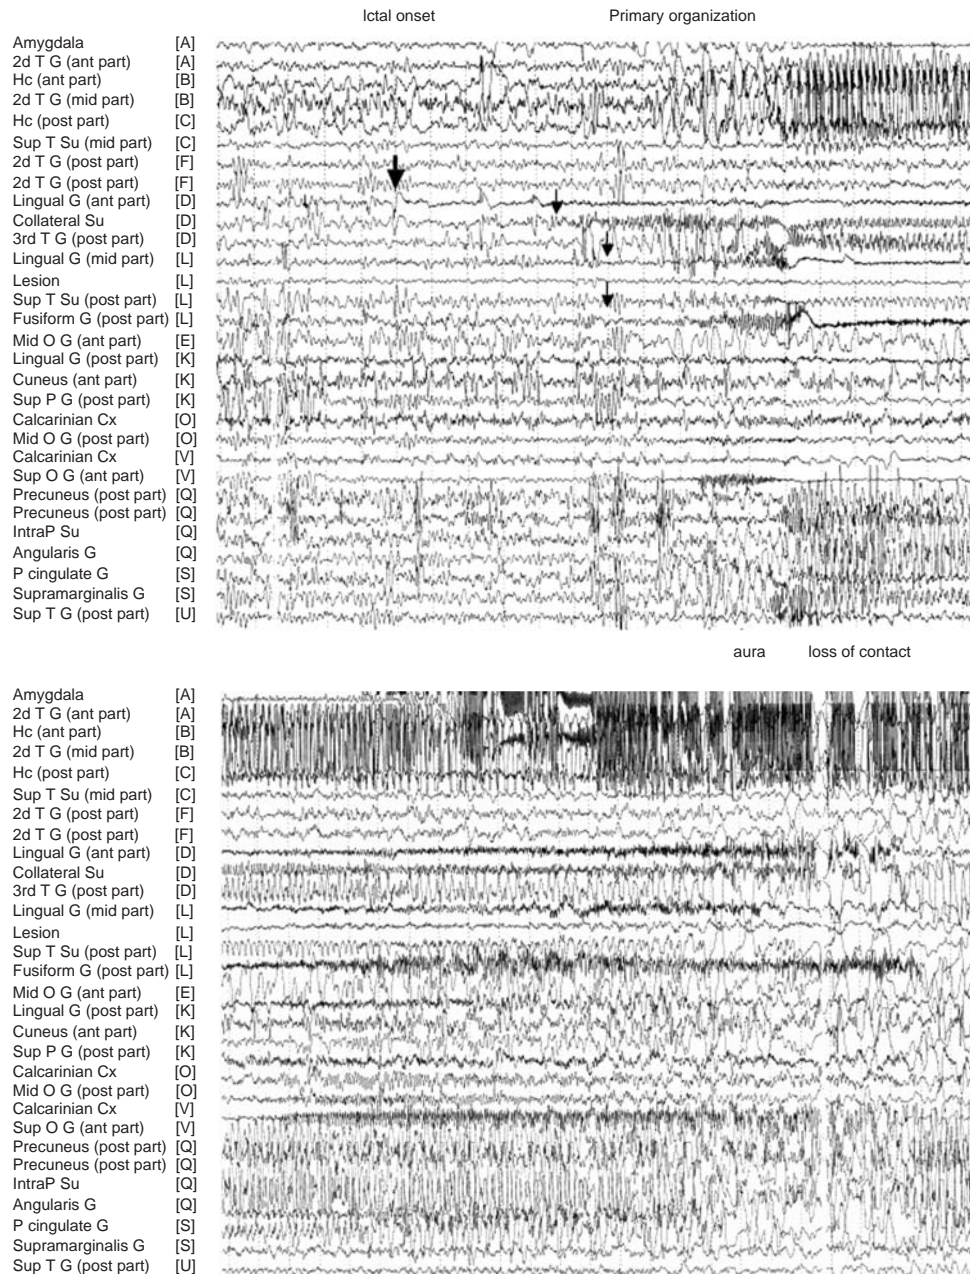 Ictal onset Primary organization
Amygdala [A]
2d T G (ant part) [A]
Hc (ant part) [B]
2d T G (mid part) [B]
Hc (post part) [C]
Sup T Su (mid part) [C]
2d T G (post part) [F]
2d T G (post part) [F]
Lingual G (ant part) [D]
Collateral Su [D]
3rd T G (post part) [D]
Lingual G (mid part) [L]
Lesion [L]
Sup T Su (post part) [L]
Fusiform G (post part) [L]
Mid O G (ant part) [E]
Lingual G (post part) [K]
Cuneus (ant part) [K]
Sup P G (post part) [K]
Calcarinian Cx [O]
Mid O G (post part) [O]
Calcarinian Cx [V]
Sup O G (ant part) [V]
Precuneus (post part) [Q]
Precuneus (post part) [Q]
IntraP Su [Q]
Angularis G [Q]
P cingulate G [S]
Supramarginalis G [S]
Sup T G (post part) [U]
aura loss of contact
Amygdala [A]
2d T G (ant part) [A]
Hc (ant part) [B]
2d T G (mid part) [B]
Hc (post part) [C]
Sup T Su (mid part) [C]
2d T G (post part) [F]
2d T G (post part) [F]
Lingual G (ant part) [D]
Collateral Su [D]
3rd T G (post part) [D]
Lingual G (mid part) [L]
Lesion [L]
Sup T Su (post part) [L]
Fusiform G (post part) [L]
Mid O G (ant part) [E]
Lingual G (post part) [K]
Cuneus (ant part) [K]
Sup P G (post part) [K]
Calcarinian Cx [O]
Mid O G (post part) [O]
Calcarinian Cx [V]
Sup O G (ant part) [V]
Precuneus (post part) [Q]
Precuneus (post part) [Q]
IntraP Su [Q]
Angularis G [Q]
P cingulate G [S]
Supramarginalis G [S]
Sup T G (post part) [U]